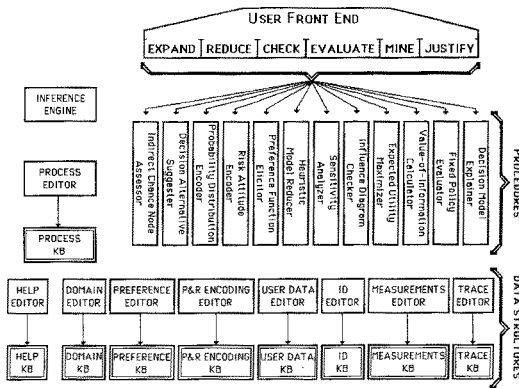 USER FRONT END
EXPAND REDUCE CHECK EVALUATE MINE JUSTIFY
INFERENCE
ENGINE
PROCESS
EDITOR
PROCESS
KB
Indirect Chance Node
Assessor
Decision Alternative
Suggester
Probability Distribution
Encoder
Risk Attitude
Encoder
Preference Function
Elicitor
Heuristic
Model Reducer
Sensitivity
Analyzer
Influence Diagram
Checker
Expected Utility
Maximizer
Value-of-Information
Calculator
Fixed Policy
Evaluator
Decision Model
Explainer
PROCEDURES
HELP
EDITOR
DOMAIN
EDITOR
PREFERENCE
EDITOR
P&R ENCODING
EDITOR
USER DATA
EDITOR
ID
EDITOR
MEASUREMENTS
EDITOR
TRACE
EDITOR
HELP
KB
DOMAIN
KB
PREFERENCE
KB
P&R ENCODING
KB
USER DATA
KB
ID
KB
MEASUREMENTS
KB
TRACE
KB
DATA STRUCTURES